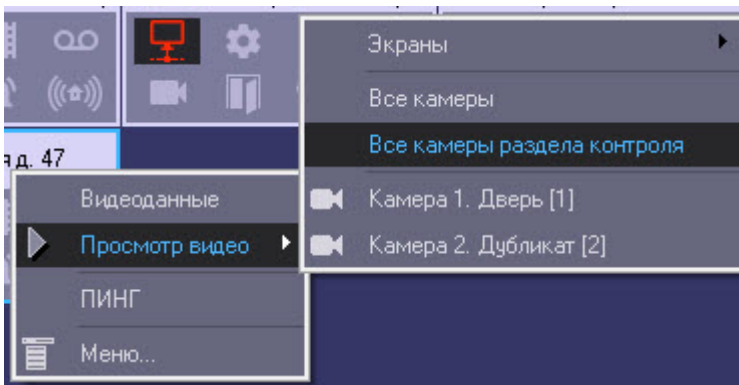 Экраны
Все камеры
Все камеры раздела контроля
Камера 1. Дверь [1]
Камера 2. Дубликат [2]
д. 47
Видеоданные
Просмотр видео
ПИНГ
Меню...